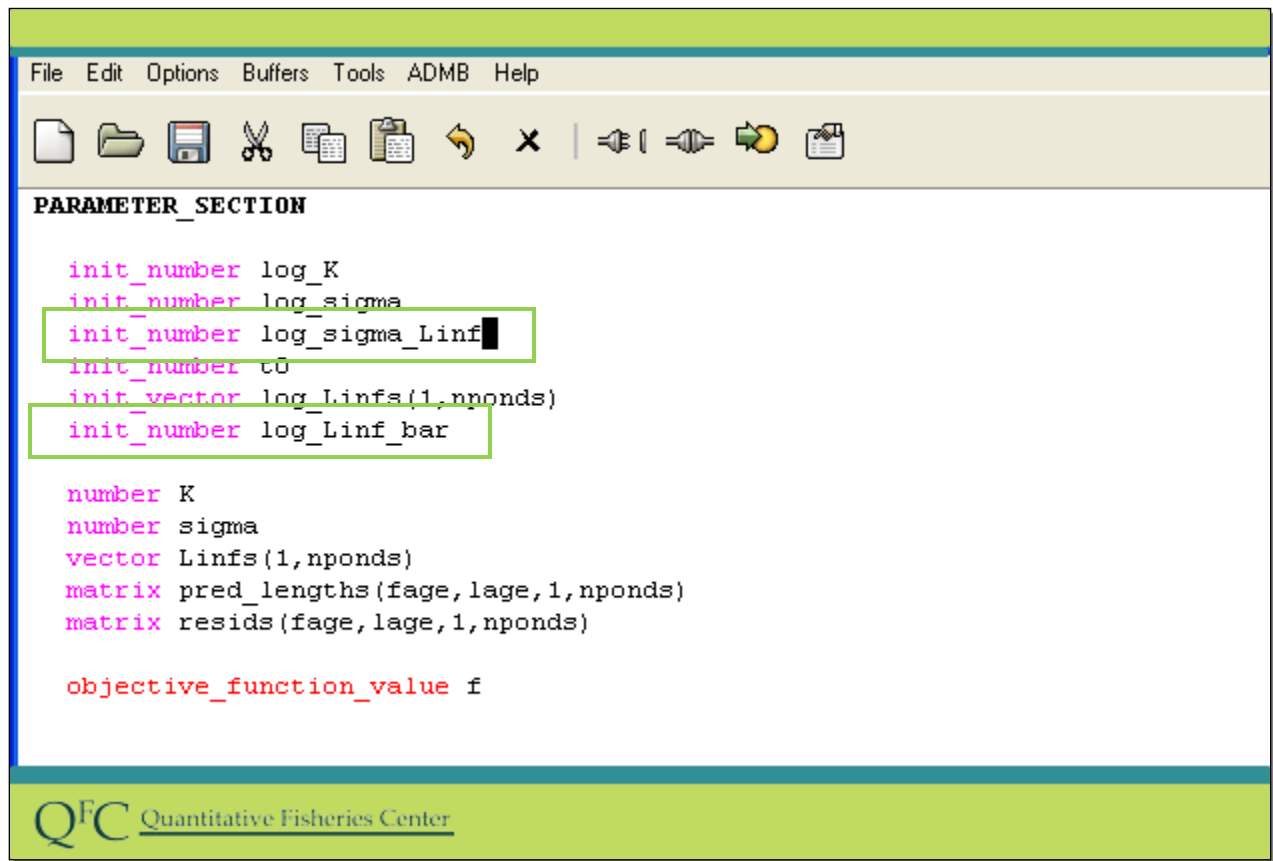 File Edit Options Buffers Tools ADMB Help
PARAMETER_SECTION
init_number log_K
init_number log_sigma
init_number log_sigma_Linf
init_number t0
init_vector log_Linfs(1,nponds)
init_number log_Linf_bar
number K
number sigma
vector Linfs(1,nponds)
matrix pred_lengths(fage,lage,1,nponds)
matrix resids(fage,lage,1,nponds)
objective_function_value f
QFC Quantitative Fisheries Center